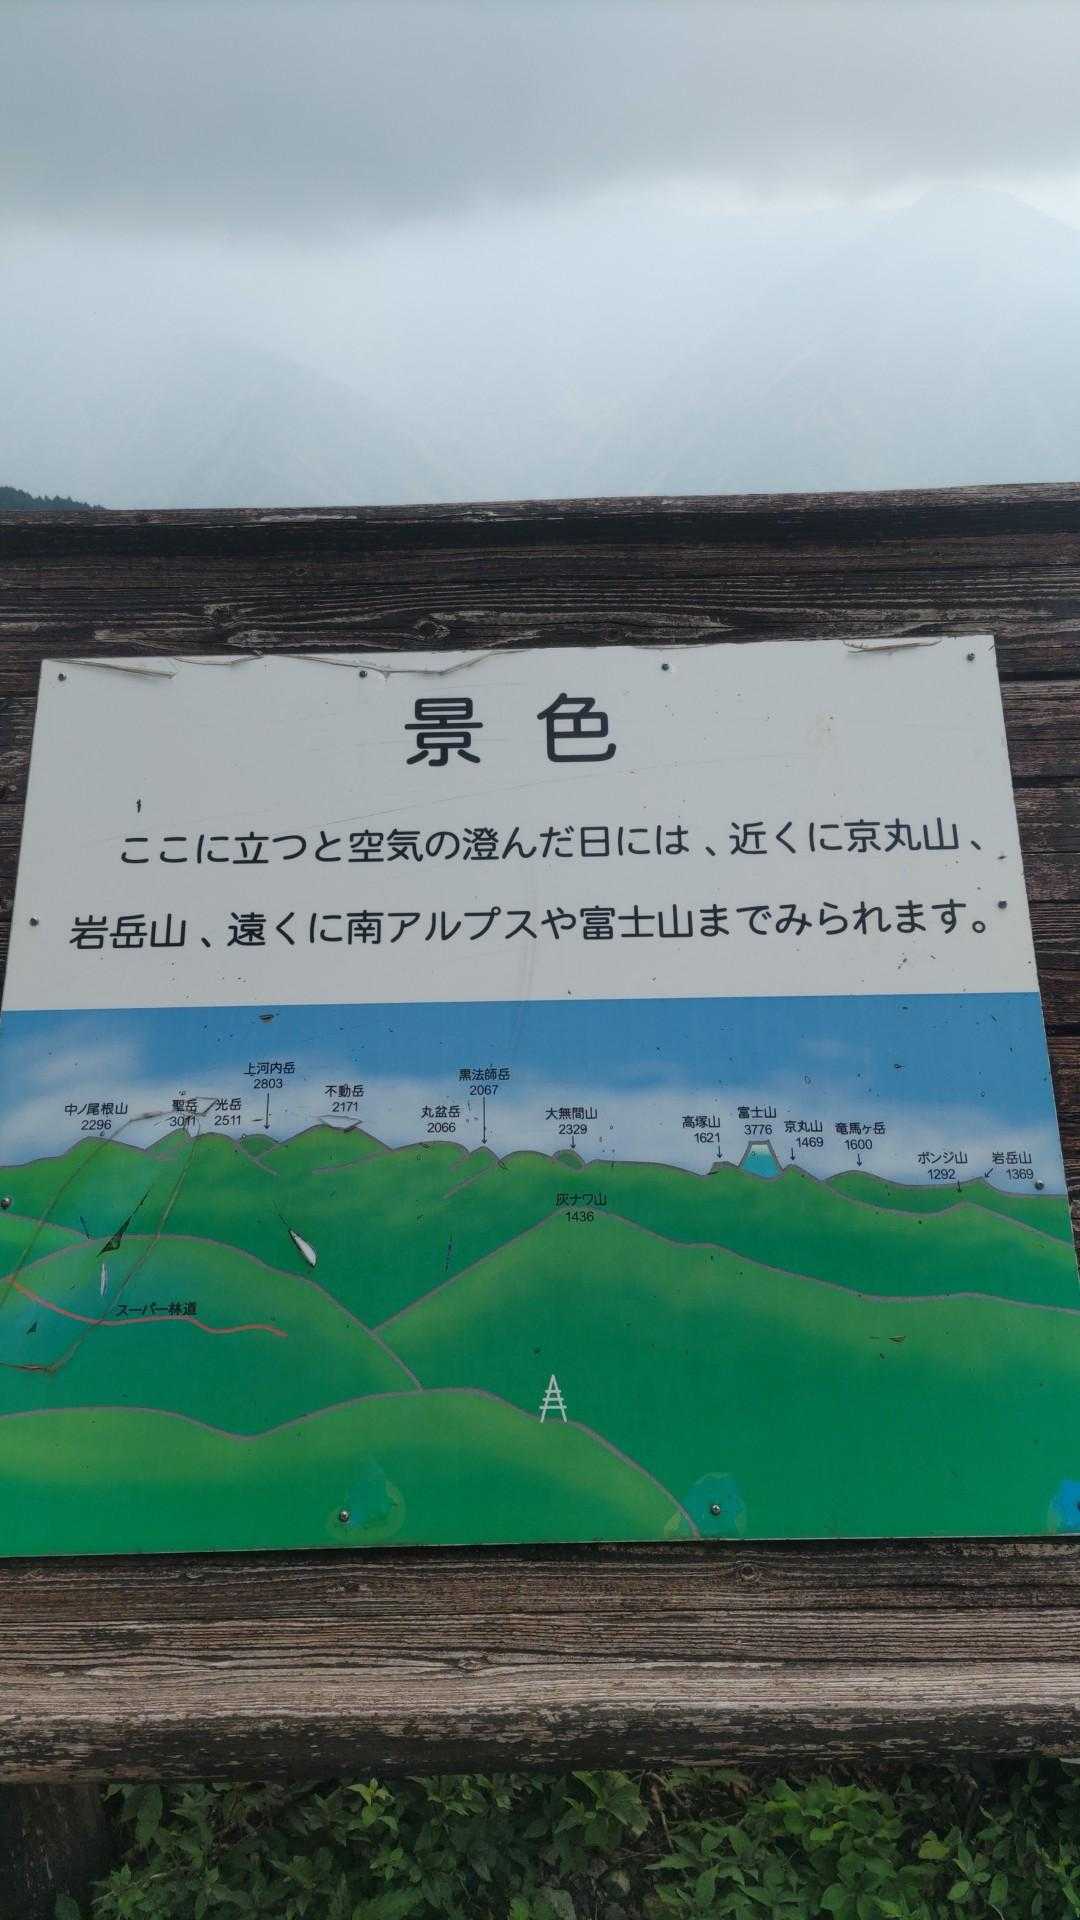 景色
ここに立つと空気の澄んだ日には、近くに京丸山、
岩岳山、遠くに南アルプスや富士山までみられます。
中ノ尾根山
2296
聖岳
3011
光岳
2511
上河内岳
2803
不動岳
2171
丸盆岳
2066
黒法師岳
2067
大無間山
2329
高塚山
1621
富士山
3776
京丸山
1469
竜馬ヶ岳
1600
ボンジ山
1292
岩岳山
1369
灰ナワ山
1436
スーパー林道